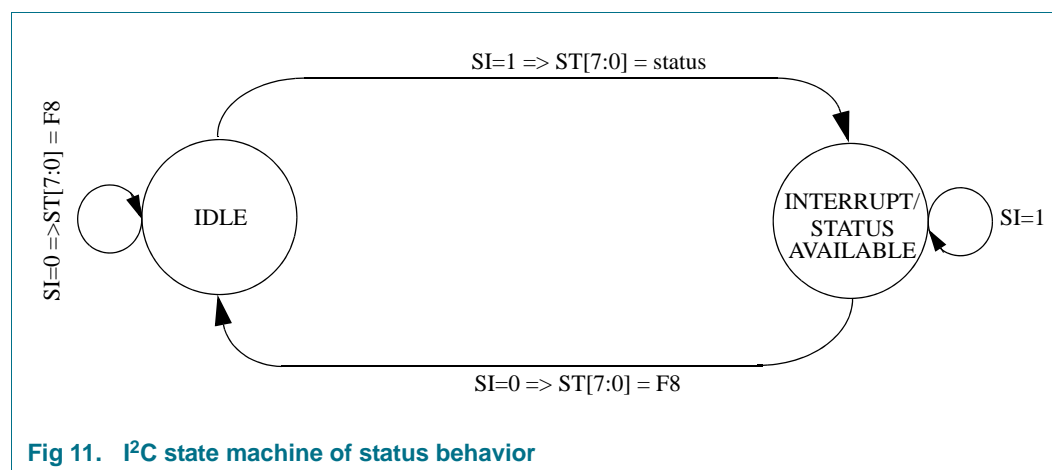 SI=1 => ST[7:0] = status
SI=0 =>ST[7:0] = F8
IDLE
INTERRUPT/
STATUS
AVAILABLE
SI=1
SI=0 => ST[7:0] = F8
Fig 11. I²C state machine of status behavior